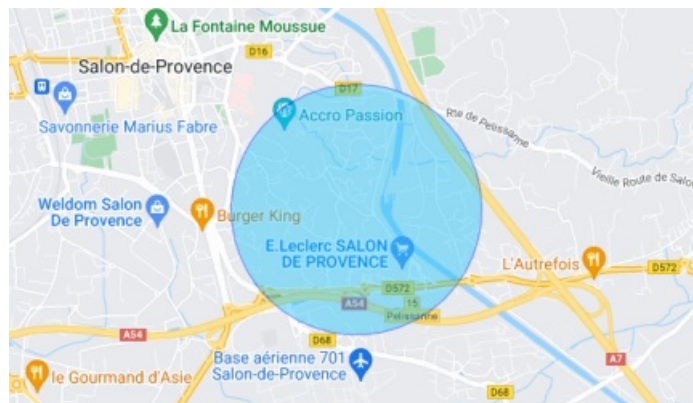 La Fontaine Moussue
D16
Salon-de-Provence
D17
Accro Passion
Rte de Pelissanne
Savonnerie Marius Fabre
Vieille Route de Salon
Weldom Salon
De Provence
Burger King
E.Leclerc SALON
DE PROVENCE
L'Autrefois
D572
D572
A54
15
Pelissanne
A54
D68
A7
Base aérienne 701
Salon-de-Provence
le Gourmand d'Asie
D68